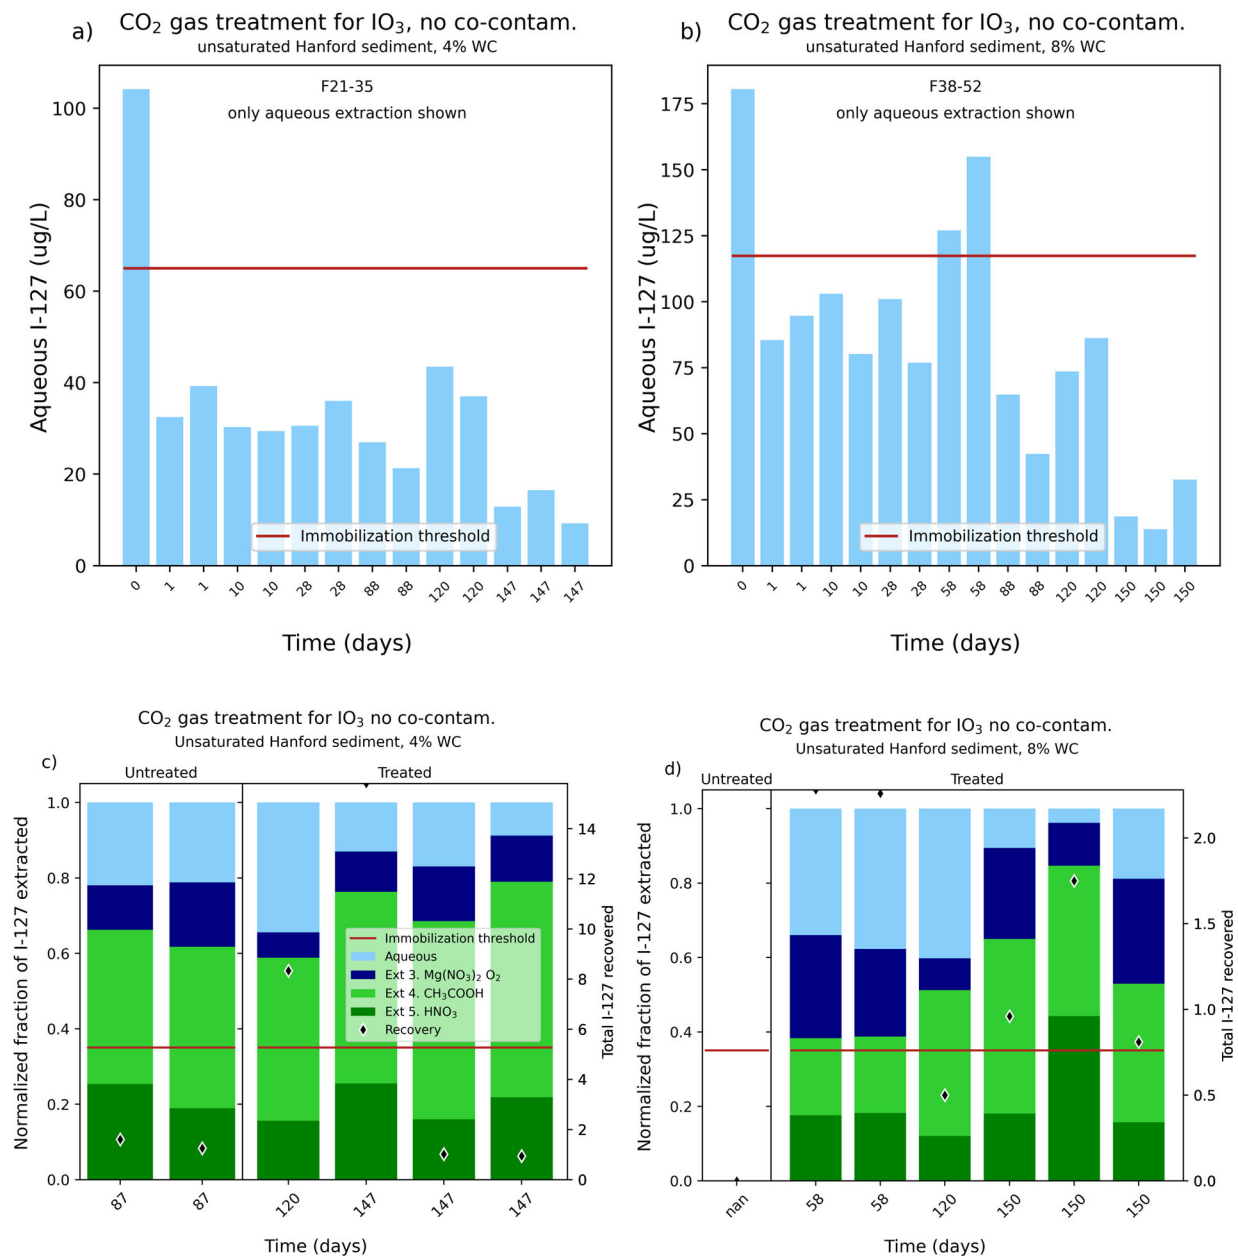 a) CO₂ gas treatment for IO₃, no co-contam.
unsaturated Hanford sediment, 4% WC
F21-35
only aqueous extraction shown
Aqueous I-127 (ug/L)
100
80
60
40
20
0
Immobilization threshold
0 1 1 10 10 28 28 88 88 120 120 147 147 147
Time (days)
b) CO₂ gas treatment for IO₃, no co-contam.
unsaturated Hanford sediment, 8% WC
F38-52
only aqueous extraction shown
Aqueous I-127 (ug/L)
175
150
125
100
75
50
25
0
Immobilization threshold
0 1 1 10 10 28 28 58 58 88 88 120 120 150 150 150
Time (days)
CO₂ gas treatment for IO₃ no co-contam.
Unsaturated Hanford sediment, 4% WC
c)
Untreated Treated
Normalized fraction of I-127 extracted
1.0
0.8
0.6
0.4
0.2
0.0
Immobilization threshold
Aqueous
Ext 3. Mg(NO₃)₂ O₂
Ext 4. CH₃COOH
Ext 5. HNO₃
Recovery
14
12
10
8
6
4
2
0
Total I-127 recovered
87 87 120 147 147 147
Time (days)
CO₂ gas treatment for IO₃ no co-contam.
Unsaturated Hanford sediment, 8% WC
d)
Untreated Treated
Normalized fraction of I-127 extracted
1.0
0.8
0.6
0.4
0.2
0.0
2.0
1.5
1.0
0.5
0.0
Total I-127 recovered
nan 58 58 120 150 150 150
Time (days)